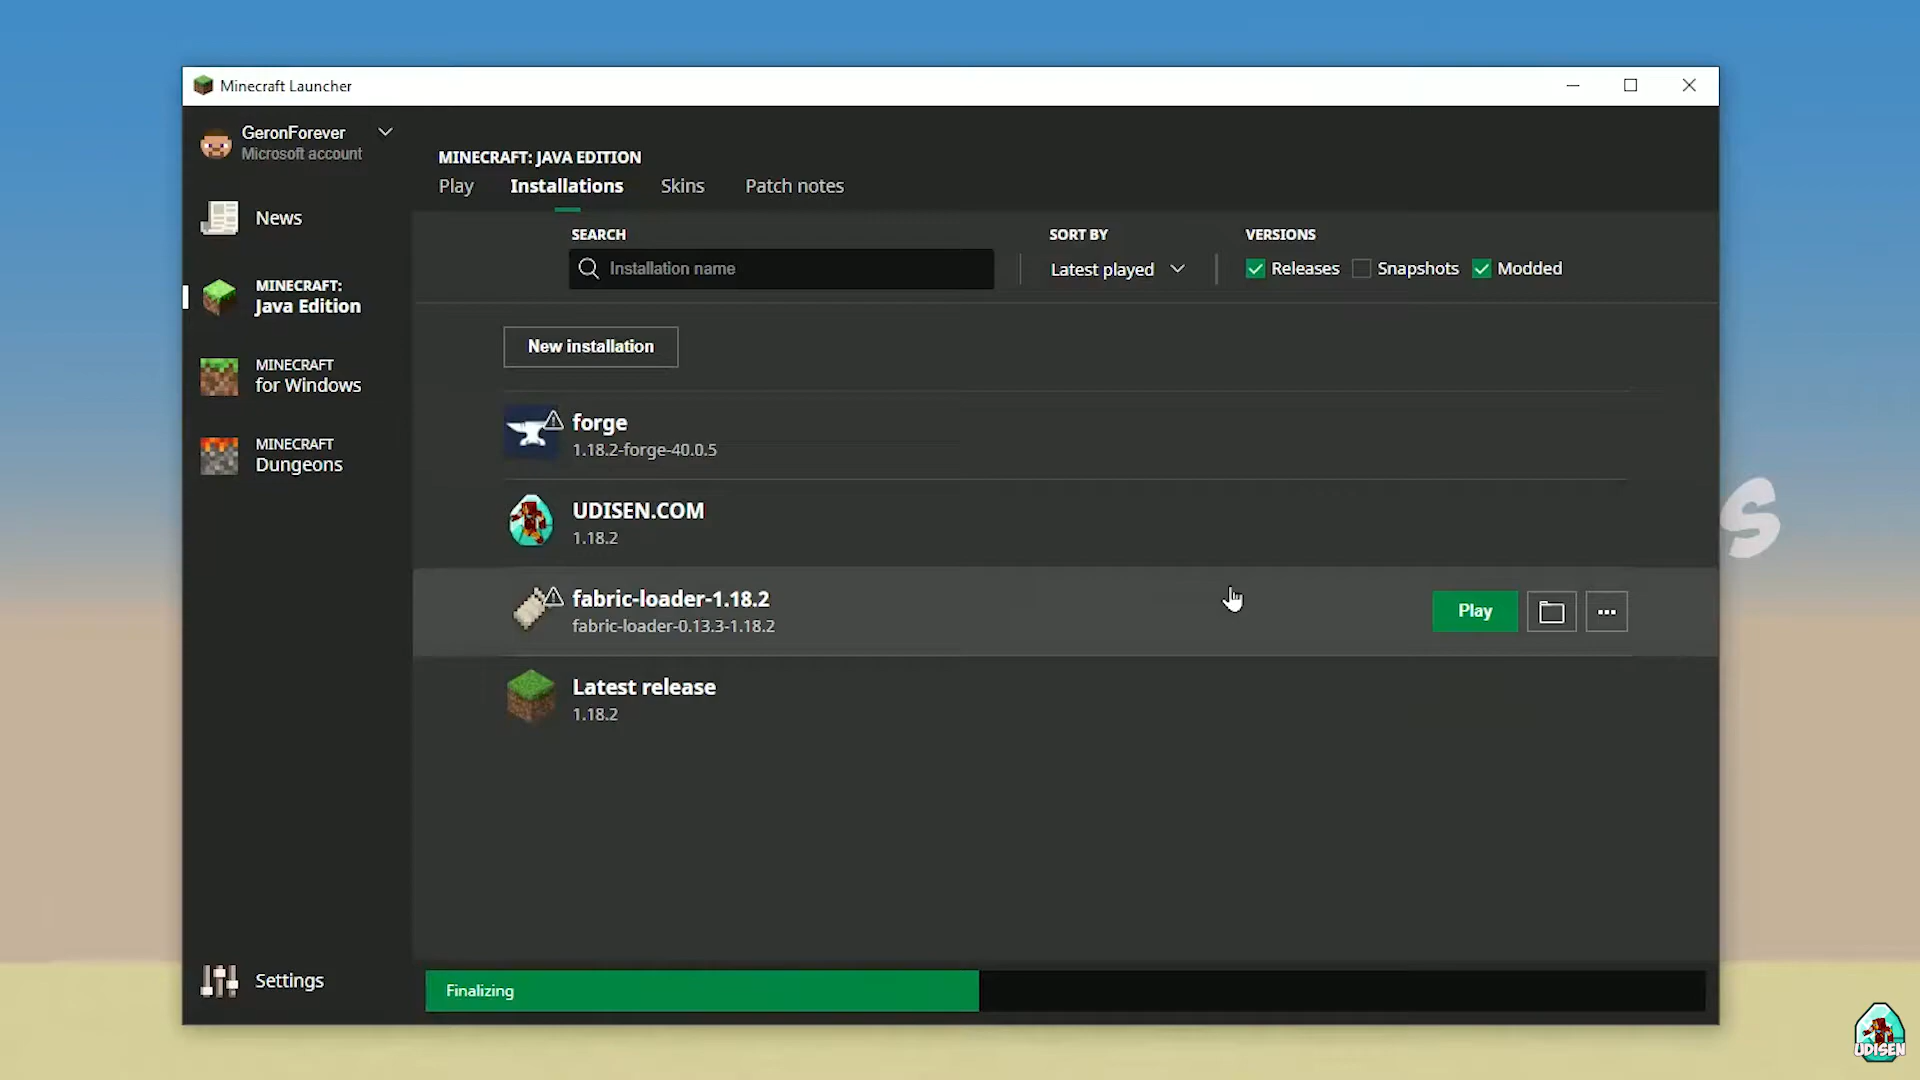 Minecraft Launcher
GeronForever
Microsoft account
News
MINECRAFT:
Java Edition
MINECRAFT
for Windows
MINECRAFT
Dungeons
Settings
MINECRAFT: JAVA EDITION
Play Installations Skins Patch notes
SEARCH SORT BY VERSIONS
Installation name Latest played Releases Snapshots Modded
New installation
forge
1.18.2-forge-40.0.5
UDISEN.COM
1.18.2
fabric-loader-1.18.2
fabric-loader-0.13.3-1.18.2
Play
Latest release
1.18.2
Finalizing
S
UDISEN